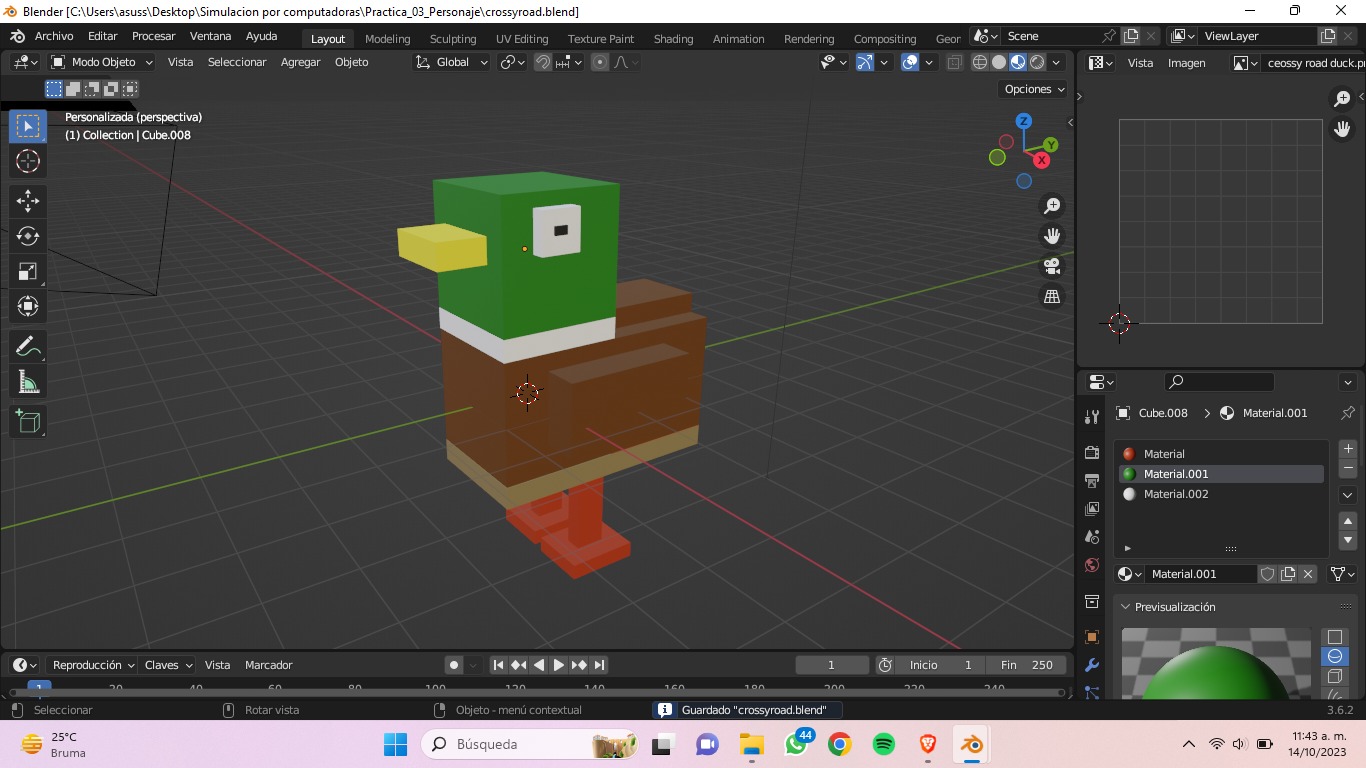 Blender [C:\Users\asuss\Desktop\Simulacion por computadoras\Practica_03_Personaje\crossyroad.blend]
Archivo Editar Procesar Ventana Ayuda Layout Modeling Sculpting UV Editing Texture Paint Shading Animation Rendering Compositing Geor Scene ViewLayer
Modo Objeto Vista Seleccionar Agregar Objeto Global Vista Imagen ceossy road duck.pn
Opciones
Personalizada (perspectiva)
(1) Collection | Cube.008
Z
Y
X
Cube.008 > Material.001
Material
Material.001
Material.002
Material.001
Previsualización
Reproducción Claves Vista Marcador 1 Inicio 1 Fin 250
1 20 40 60 80 100 120 140 160 180 200 220 240
Seleccionar Rotar vista Objeto - menú contextual Guardado "crossyroad.blend" 3.6.2
25°C
Bruma
Búsqueda
44
11:43 a. m.
14/10/2023